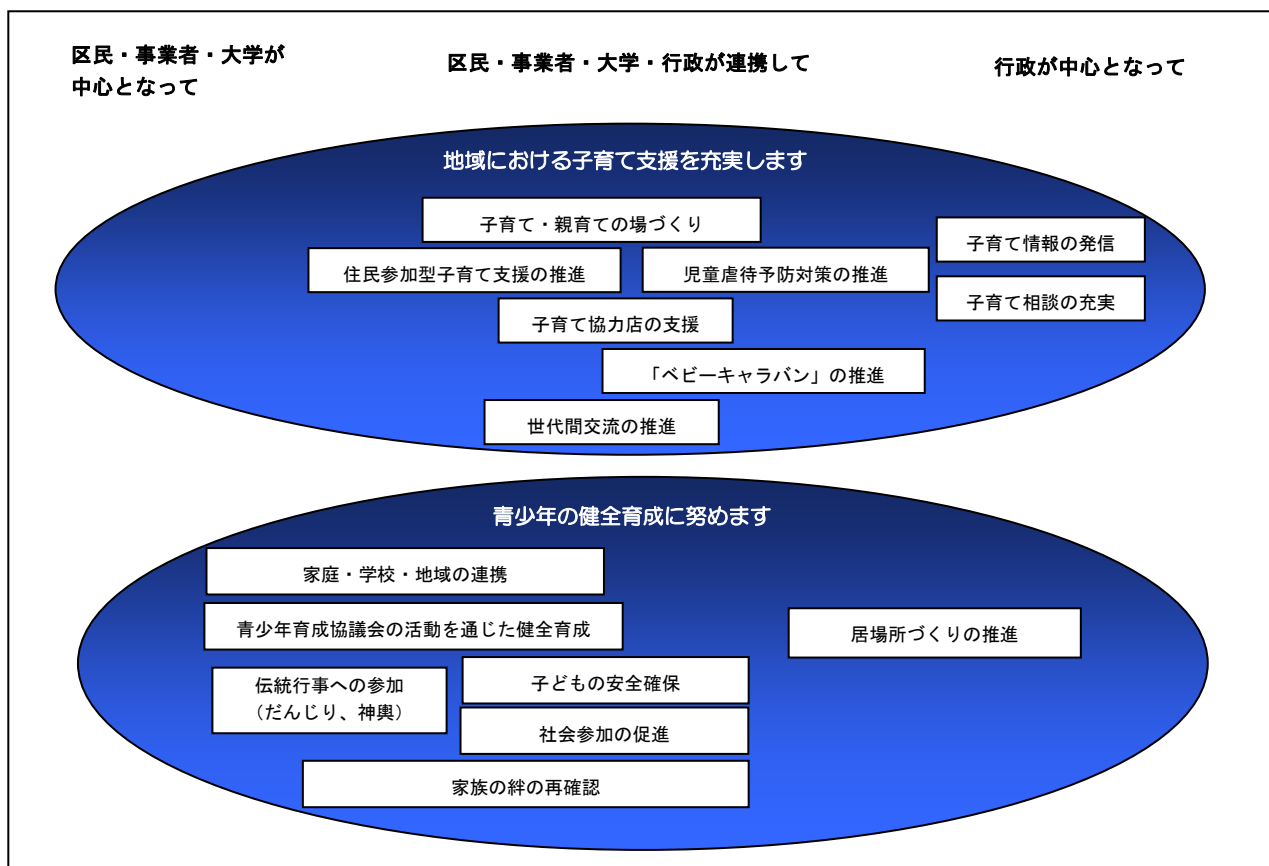 区民・事業者・大学が
中心となって
区民・事業者・大学・行政が連携して
行政が中心となって
地域における子育て支援を充実します
子育て・親育ての場づくり
子育て情報の発信
住民参加型子育て支援の推進
児童虐待予防対策の推進
子育て相談の充実
子育て協力店の支援
「ベビーキャラバン」の推進
世代間交流の推進
青少年の健全育成に努めます
家庭・学校・地域の連携
青少年育成協議会の活動を通じた健全育成
居場所づくりの推進
伝統行事への参加
（だんじり、神輿）
子どもの安全確保
社会参加の促進
家族の絆の再確認